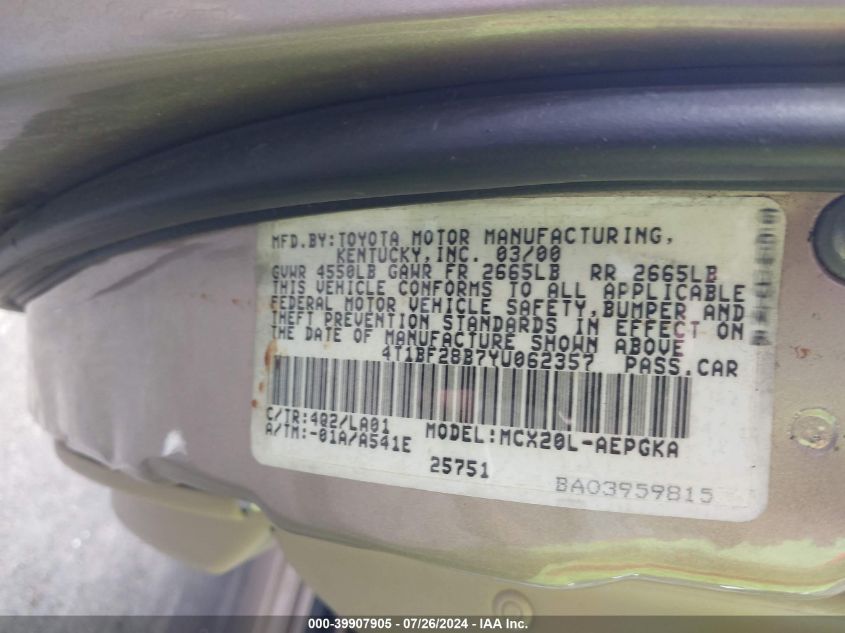 MFD.BY:TOYOTA MOTOR MANUFACTURING,
KENTUCKY,INC. 03/00
GVWR 4550LB GAWR FR 2665LB RR 2665LB
THIS VEHICLE CONFORMS TO ALL APPLICABLE
FEDERAL MOTOR VEHICLE SAFETY,BUMPER AND
THEFT PREVENTION STANDARDS IN EFFECT ON
THE DATE OF MANUFACTURE SHOWN ABOVE
4T1BF28B7YU062357 PASS.CAR
C/TR:4Q2/LA01 MODEL:MCX20L-AEPGKA
A/TM:-01A/A541E
25751
BA03959815
000-39907905 - 07/26/2024 - IAA Inc.